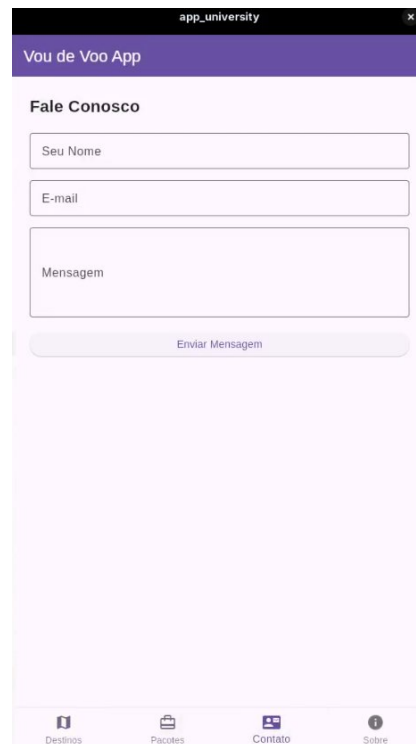 app_university
Vou de Voo App
Fale Conosco
Seu Nome
E-mail
Mensagem
Enviar Mensagem
Destinos Pacotes Contato Sobre